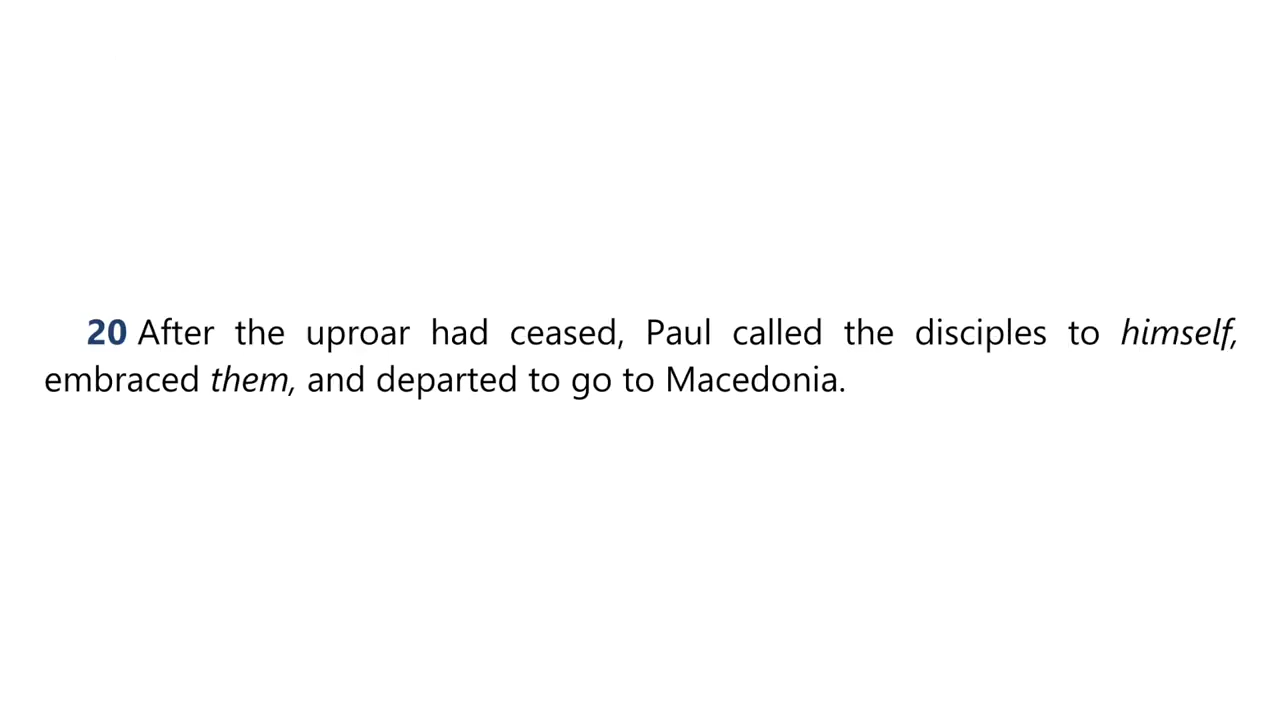 20 After the uproar had ceased, Paul called the disciples to himself,
embraced them, and departed to go to Macedonia.